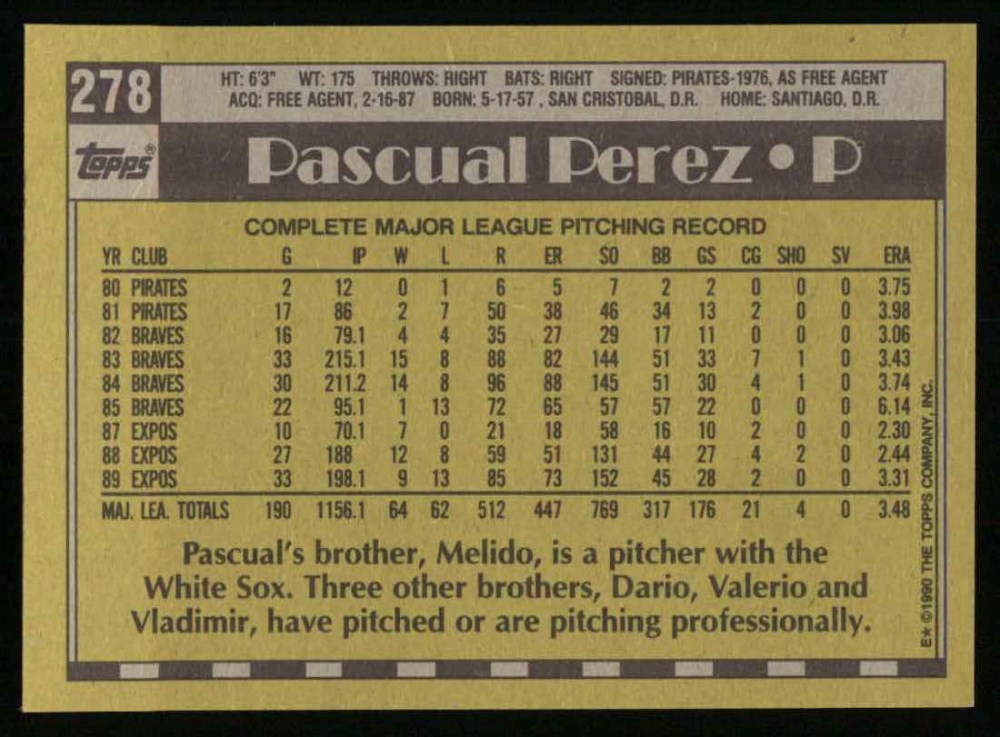 278
HT: 6'3" WT: 175 THROWS: RIGHT BATS: RIGHT SIGNED: PIRATES-1976, AS FREE AGENT
ACQ: FREE AGENT, 2-16-87 BORN: 5-17-57 , SAN CRISTOBAL, D.R. HOME: SANTIAGO, D.R.
topps®
Pascual Perez • P
COMPLETE MAJOR LEAGUE PITCHING RECORD
YR CLUB G IP W L R ER SO BB GS CG SHO SV ERA
80 PIRATES 2 12 0 1 6 5 7 2 2 0 0 0 3.75
81 PIRATES 17 86 2 7 50 38 46 34 13 2 0 0 3.98
82 BRAVES 16 79.1 4 4 35 27 29 17 11 0 0 0 3.06
83 BRAVES 33 215.1 15 8 88 82 144 51 33 7 1 0 3.43
84 BRAVES 30 211.2 14 8 96 88 145 51 30 4 1 0 3.74
85 BRAVES 22 95.1 1 13 72 65 57 57 22 0 0 0 6.14
87 EXPOS 10 70.1 7 0 21 18 58 16 10 2 0 0 2.30
88 EXPOS 27 188 12 8 59 51 131 44 27 4 2 0 2.44
89 EXPOS 33 198.1 9 13 85 73 152 45 28 2 0 0 3.31
MAJ. LEA. TOTALS 190 1156.1 64 62 512 447 769 317 176 21 4 0 3.48
Pascual's brother, Melido, is a pitcher with the
White Sox. Three other brothers, Dario, Valerio and
Vladimir, have pitched or are pitching professionally.
E★ ©1990 THE TOPPS COMPANY, INC.